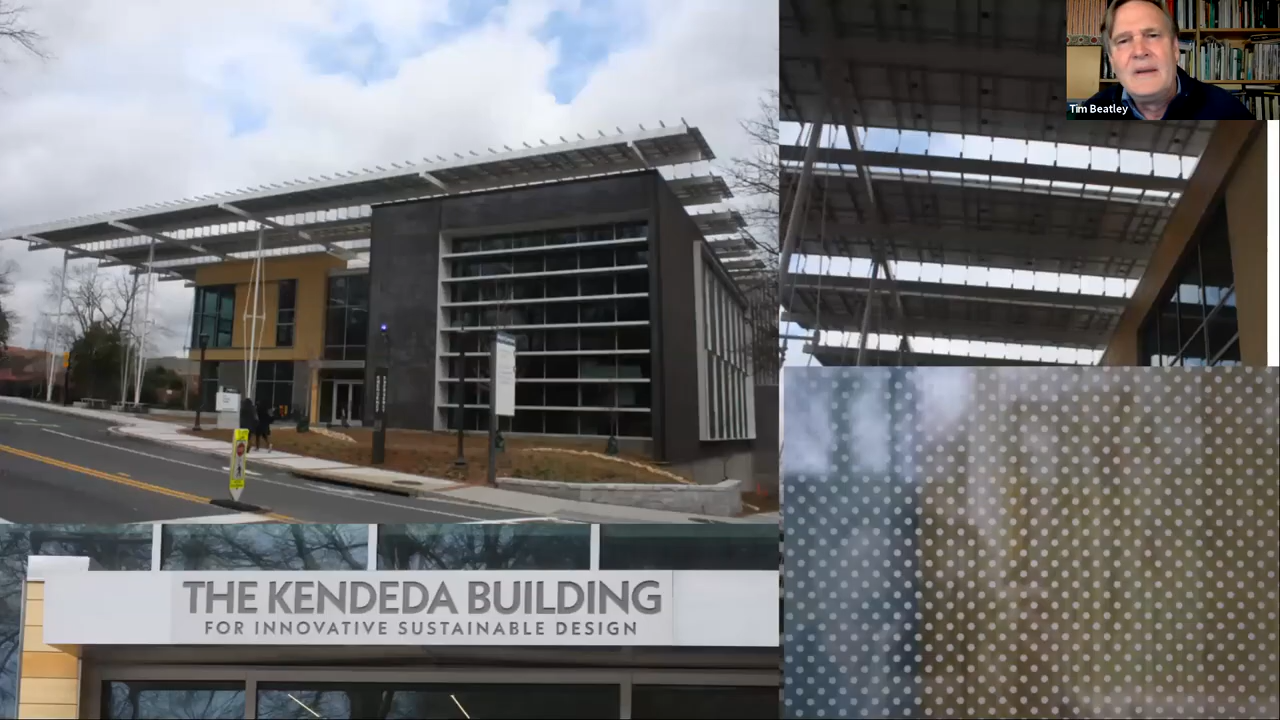 Tim Beatley
THE KENDEDA BUILDING
FOR INNOVATIVE SUSTAINABLE DESIGN